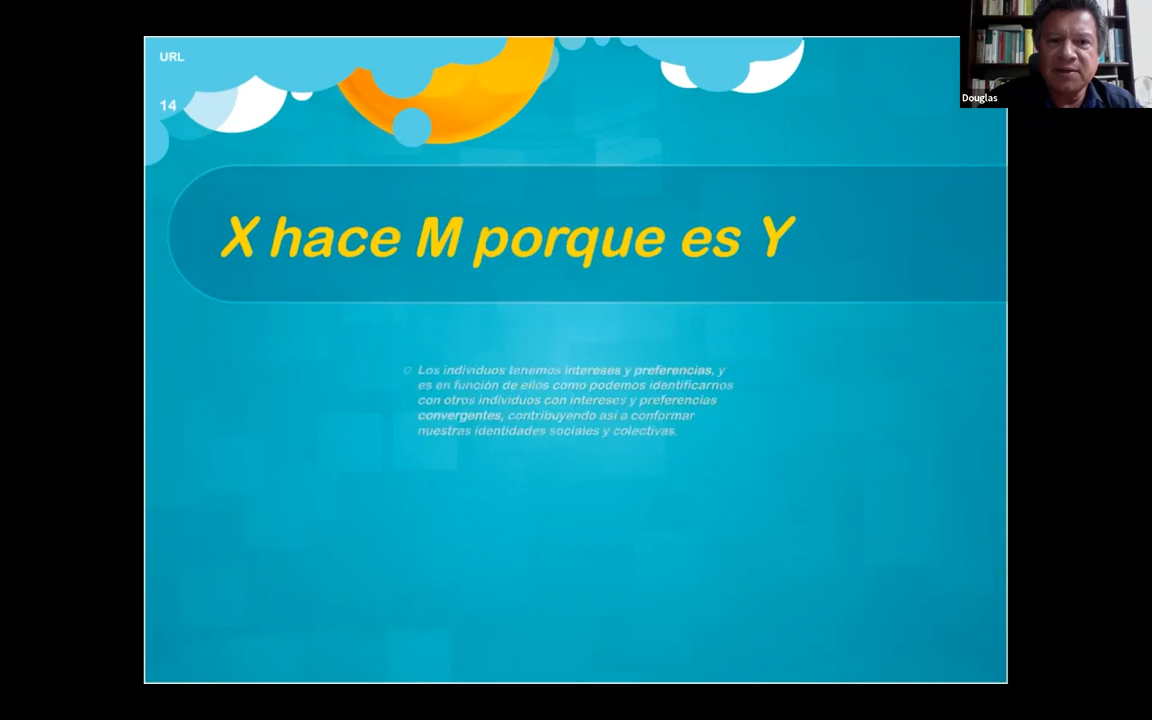 URL
14
Douglas
X hace M porque es Y
Los individuos tenemos intereses y preferencias, y
es en función de ellos como podemos identificarnos
con otros individuos con intereses y preferencias
convergentes, contribuyendo así a conformar
nuestras identidades sociales y colectivas.